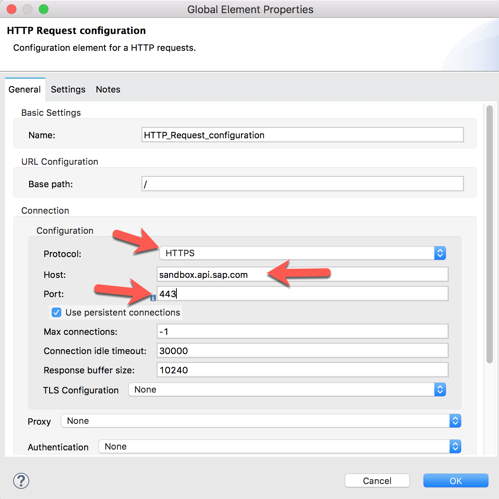 Global Element Properties
HTTP Request configuration
Configuration element for a HTTP requests.
General Settings Notes
Basic Settings
Name: HTTP_Request_configuration
URL Configuration
Base path: /
Connection
Configuration
Protocol: HTTPS
Host: sandbox.api.sap.com
Port: 443
Use persistent connections
Max connections: -1
Connection idle timeout: 30000
Response buffer size: 10240
TLS Configuration None
Proxy None
Authentication None
? Cancel OK